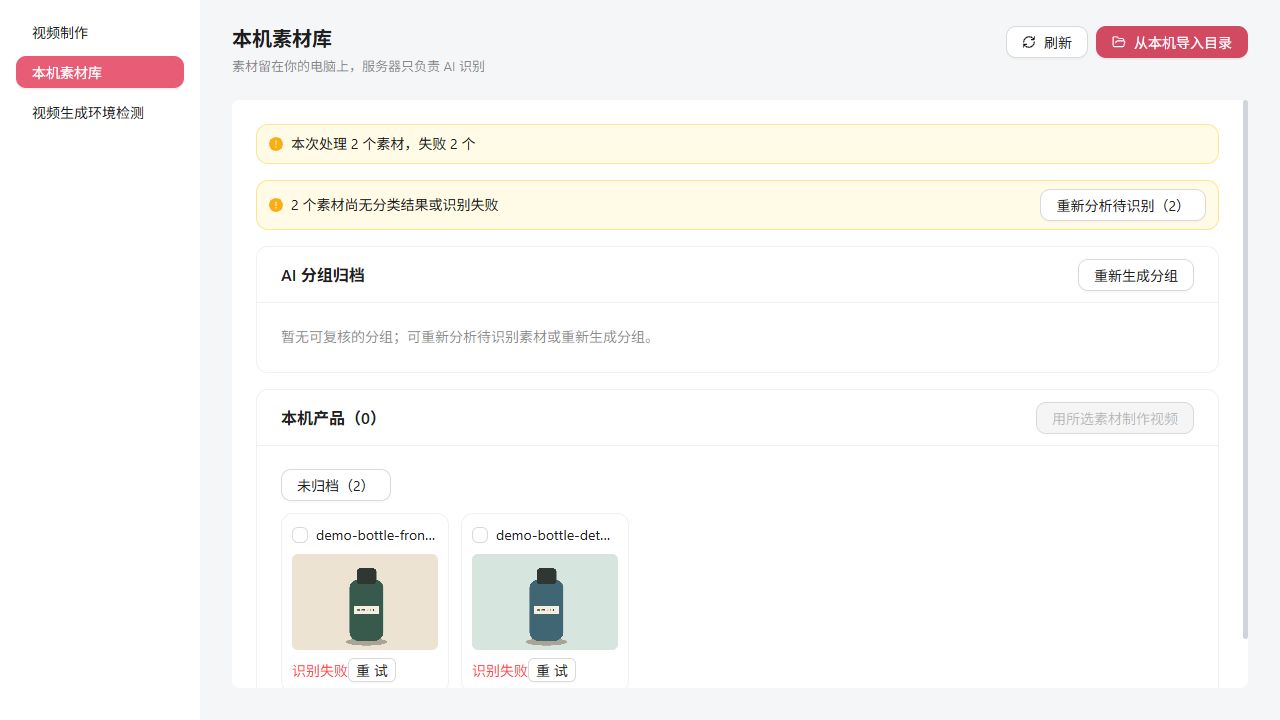 视频制作
本机素材库
视频生成环境检测
本机素材库
素材留在你的电脑上，服务器只负责 AI 识别
刷新
从本机导入目录
本次处理 2 个素材，失败 2 个
2 个素材尚无分类结果或识别失败
重新分析待识别（2）
AI 分组归档
重新生成分组
暂无可复核的分组；可重新分析待识别素材或重新生成分组。
本机产品（0）
用所选素材制作视频
未归档（2）
demo-bottle-fron...
demo-bottle-det...
识别失败
重 试
识别失败
重 试